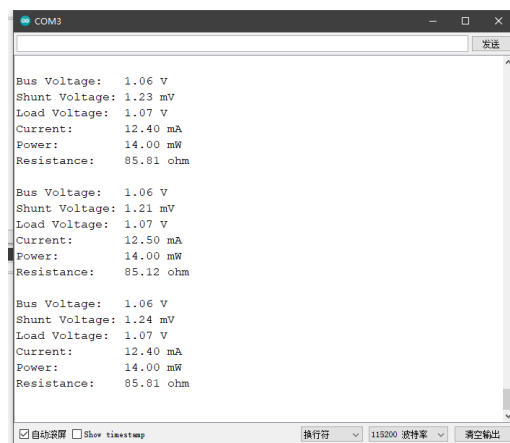 COM3
发送
Bus Voltage: 1.06 V
Shunt Voltage: 1.23 mV
Load Voltage: 1.07 V
Current: 12.40 mA
Power: 14.00 mW
Resistance: 85.81 ohm
Bus Voltage: 1.06 V
Shunt Voltage: 1.21 mV
Load Voltage: 1.07 V
Current: 12.50 mA
Power: 14.00 mW
Resistance: 85.12 ohm
Bus Voltage: 1.06 V
Shunt Voltage: 1.24 mV
Load Voltage: 1.07 V
Current: 12.40 mA
Power: 14.00 mW
Resistance: 85.81 ohm
自动滚屏 Show timestamp 换行符 115200 波特率 清空输出